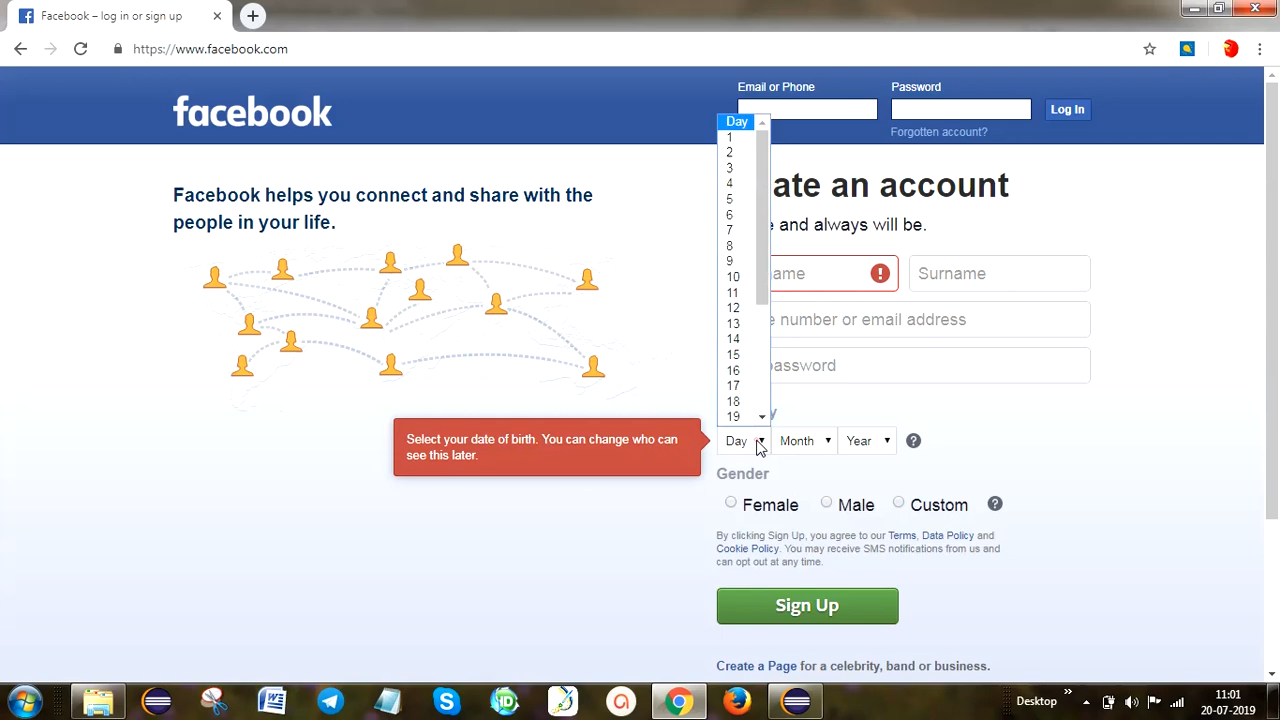 Facebook – log in or sign up
https://www.facebook.com
facebook
Email or Phone
Password
Log In
Forgotten account?
Facebook helps you connect and share with the
people in your life.
ate an account
and always will be.
ame
Surname
e number or email address
password
Day
1
2
3
4
5
6
7
8
9
10
11
12
13
14
15
16
17
18
19
y
Select your date of birth. You can change who can
see this later.
Day Month Year ?
Gender
Female Male Custom ?
By clicking Sign Up, you agree to our Terms, Data Policy and
Cookie Policy. You may receive SMS notifications from us and
can opt out at any time.
Sign Up
Create a Page for a celebrity, band or business.
Desktop
11:01
20-07-2019